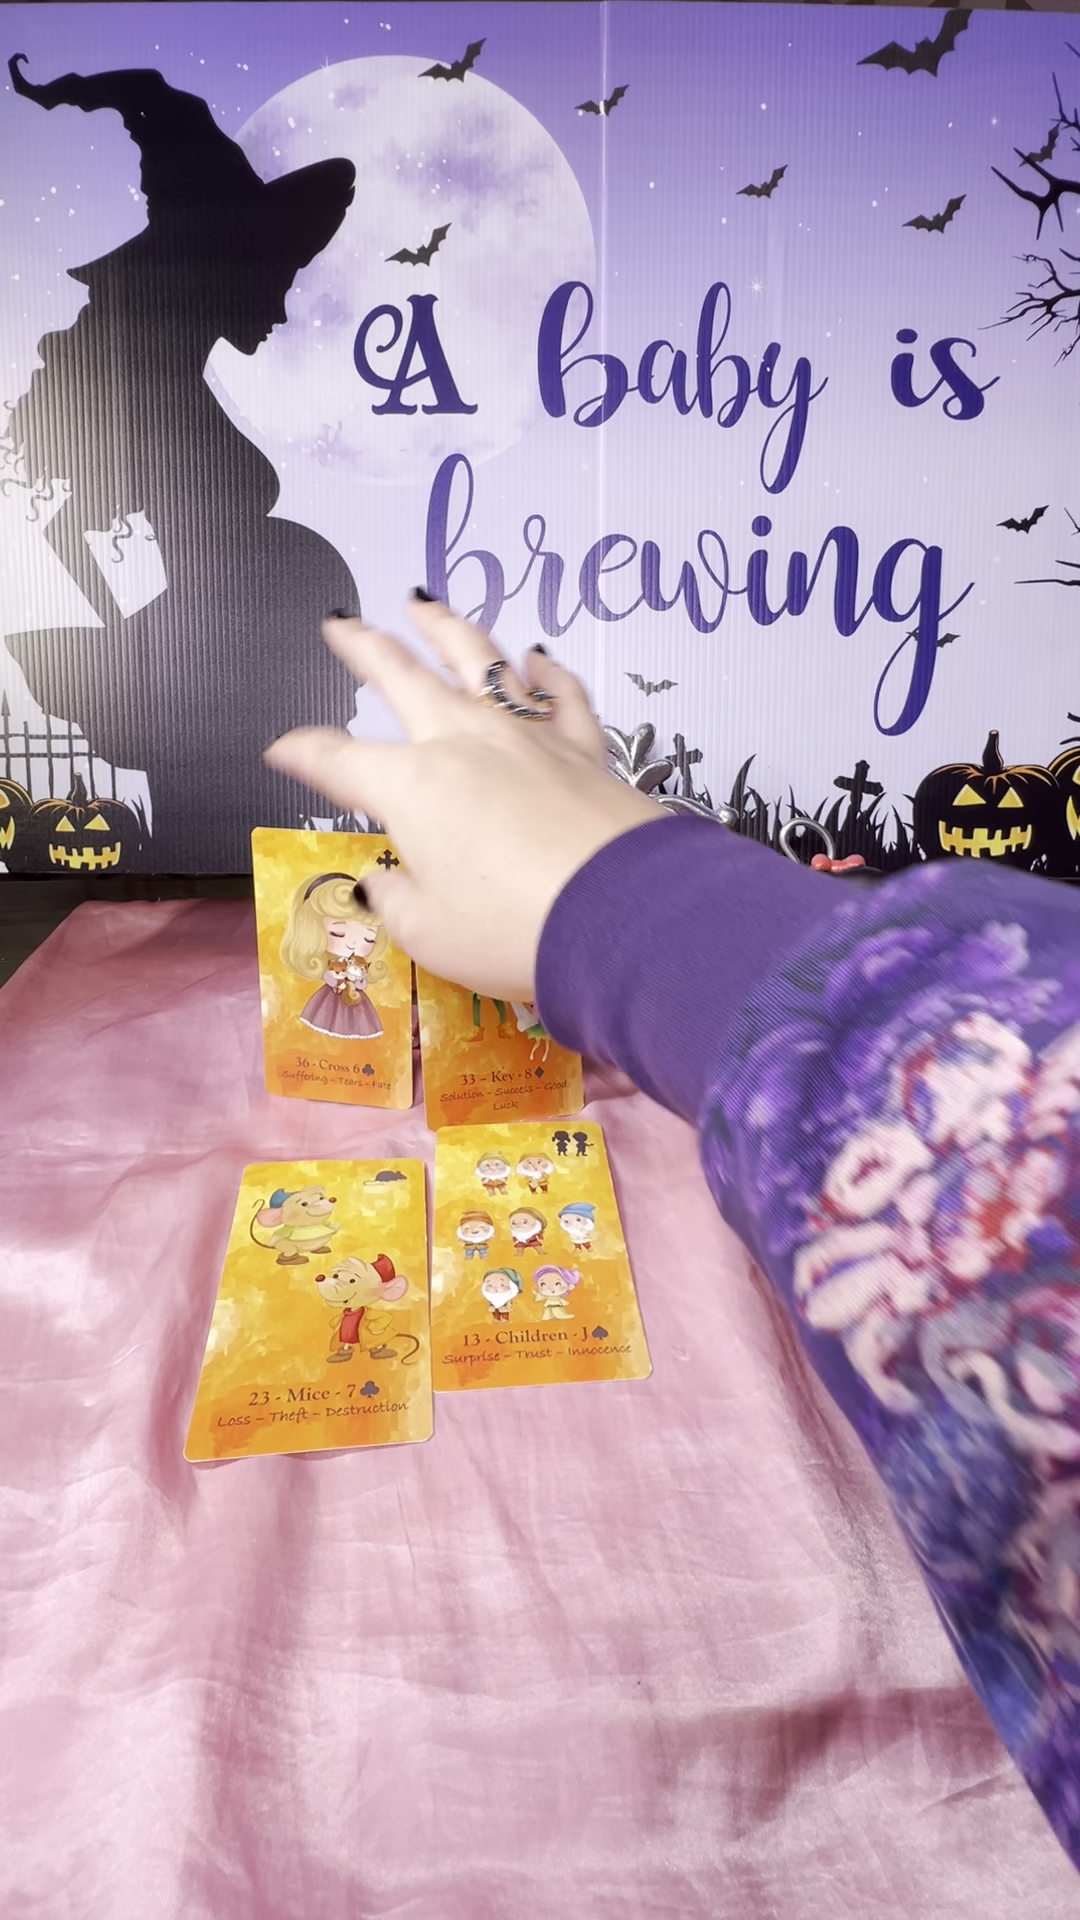 A baby is
brewing
36 - Cross 6♣
Suffering - Tears - Fate
33 - Key - 8♦
Solution - Success - Good
Luck
13 - Children - J♠
Surprise - Trust - Innocence
23 - Mice - 7♣
Loss - Theft - Destruction